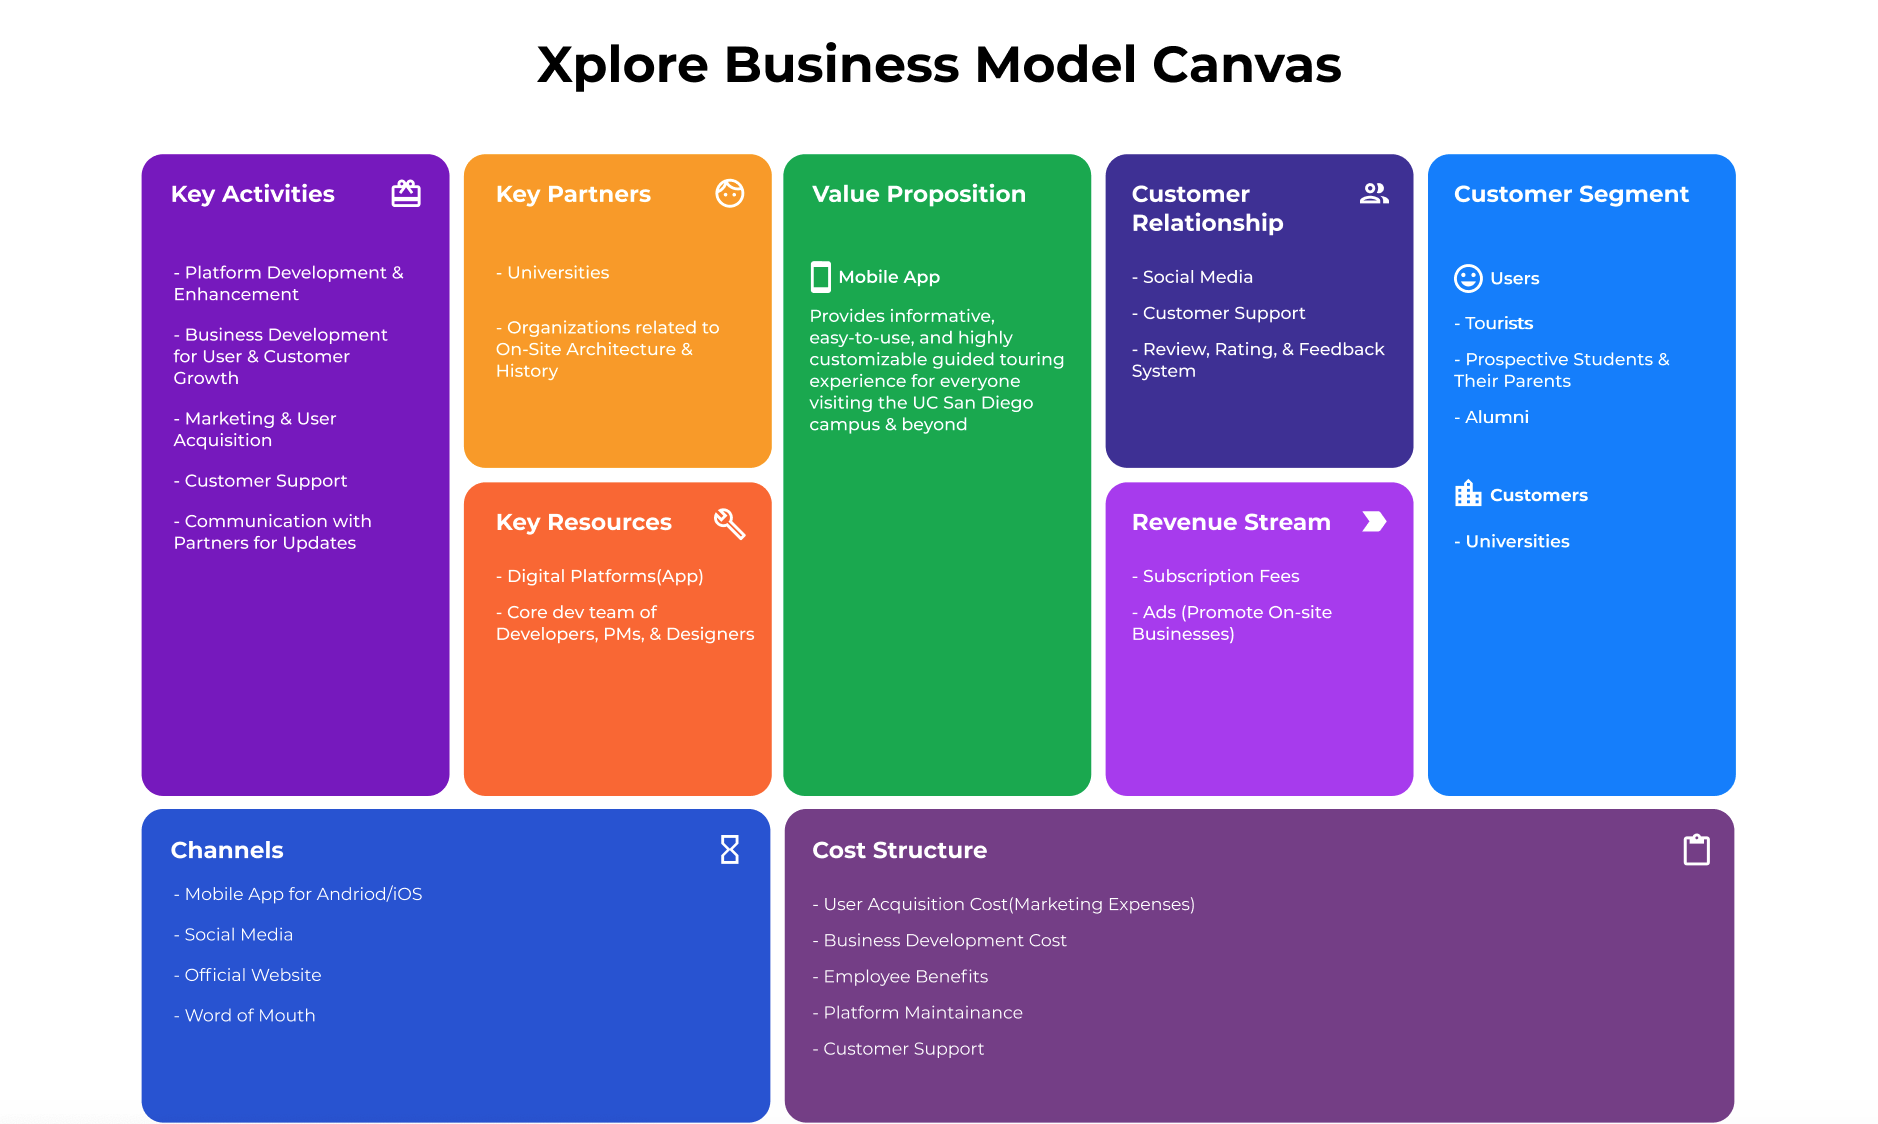 Xplore Business Model Canvas
Key Activities
- Platform Development &
Enhancement
- Business Development
for User & Customer
Growth
- Marketing & User
Acquisition
- Customer Support
- Communication with
Partners for Updates
Key Partners
- Universities
- Organizations related to
On-Site Architecture &
History
Key Resources
- Digital Platforms(App)
- Core dev team of
Developers, PMs, & Designers
Value Proposition
Mobile App
Provides informative,
easy-to-use, and highly
customizable guided touring
experience for everyone
visiting the UC San Diego
campus & beyond
Customer
Relationship
- Social Media
- Customer Support
- Review, Rating, & Feedback
System
Revenue Stream
- Subscription Fees
- Ads (Promote On-site
Businesses)
Customer Segment
Users
- Tourists
- Prospective Students &
Their Parents
- Alumni
Customers
- Universities
Channels
- Mobile App for Andriod/iOS
- Social Media
- Official Website
- Word of Mouth
Cost Structure
- User Acquisition Cost(Marketing Expenses)
- Business Development Cost
- Employee Benefits
- Platform Maintainance
- Customer Support